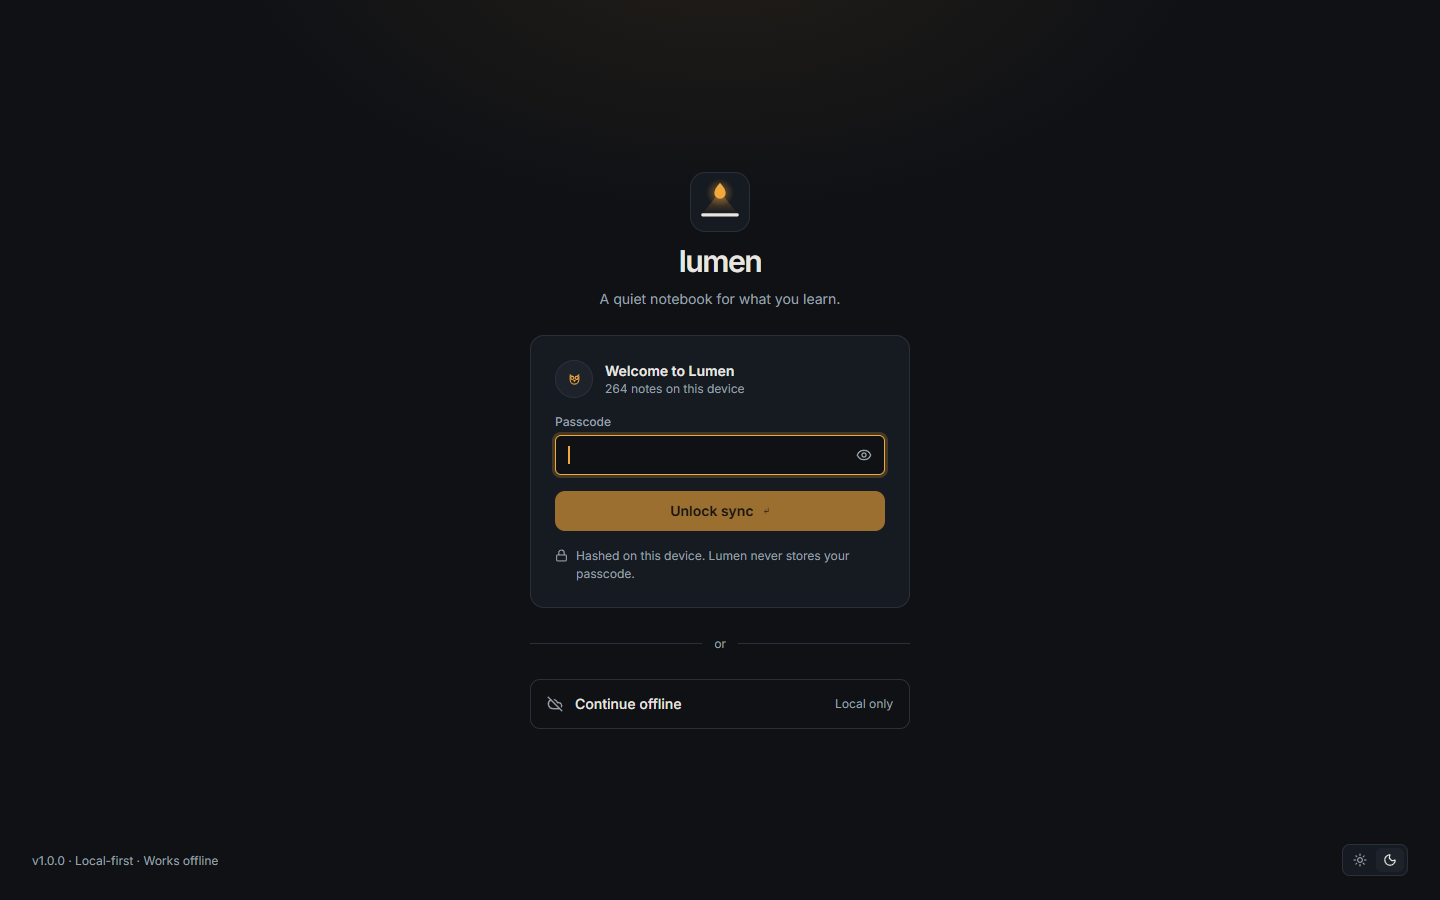 lumen
A quiet notebook for what you learn.
Welcome to Lumen
264 notes on this device
Passcode
Unlock sync
Hashed on this device. Lumen never stores your
passcode.
or
Continue offline
Local only
v1.0.0 · Local-first · Works offline